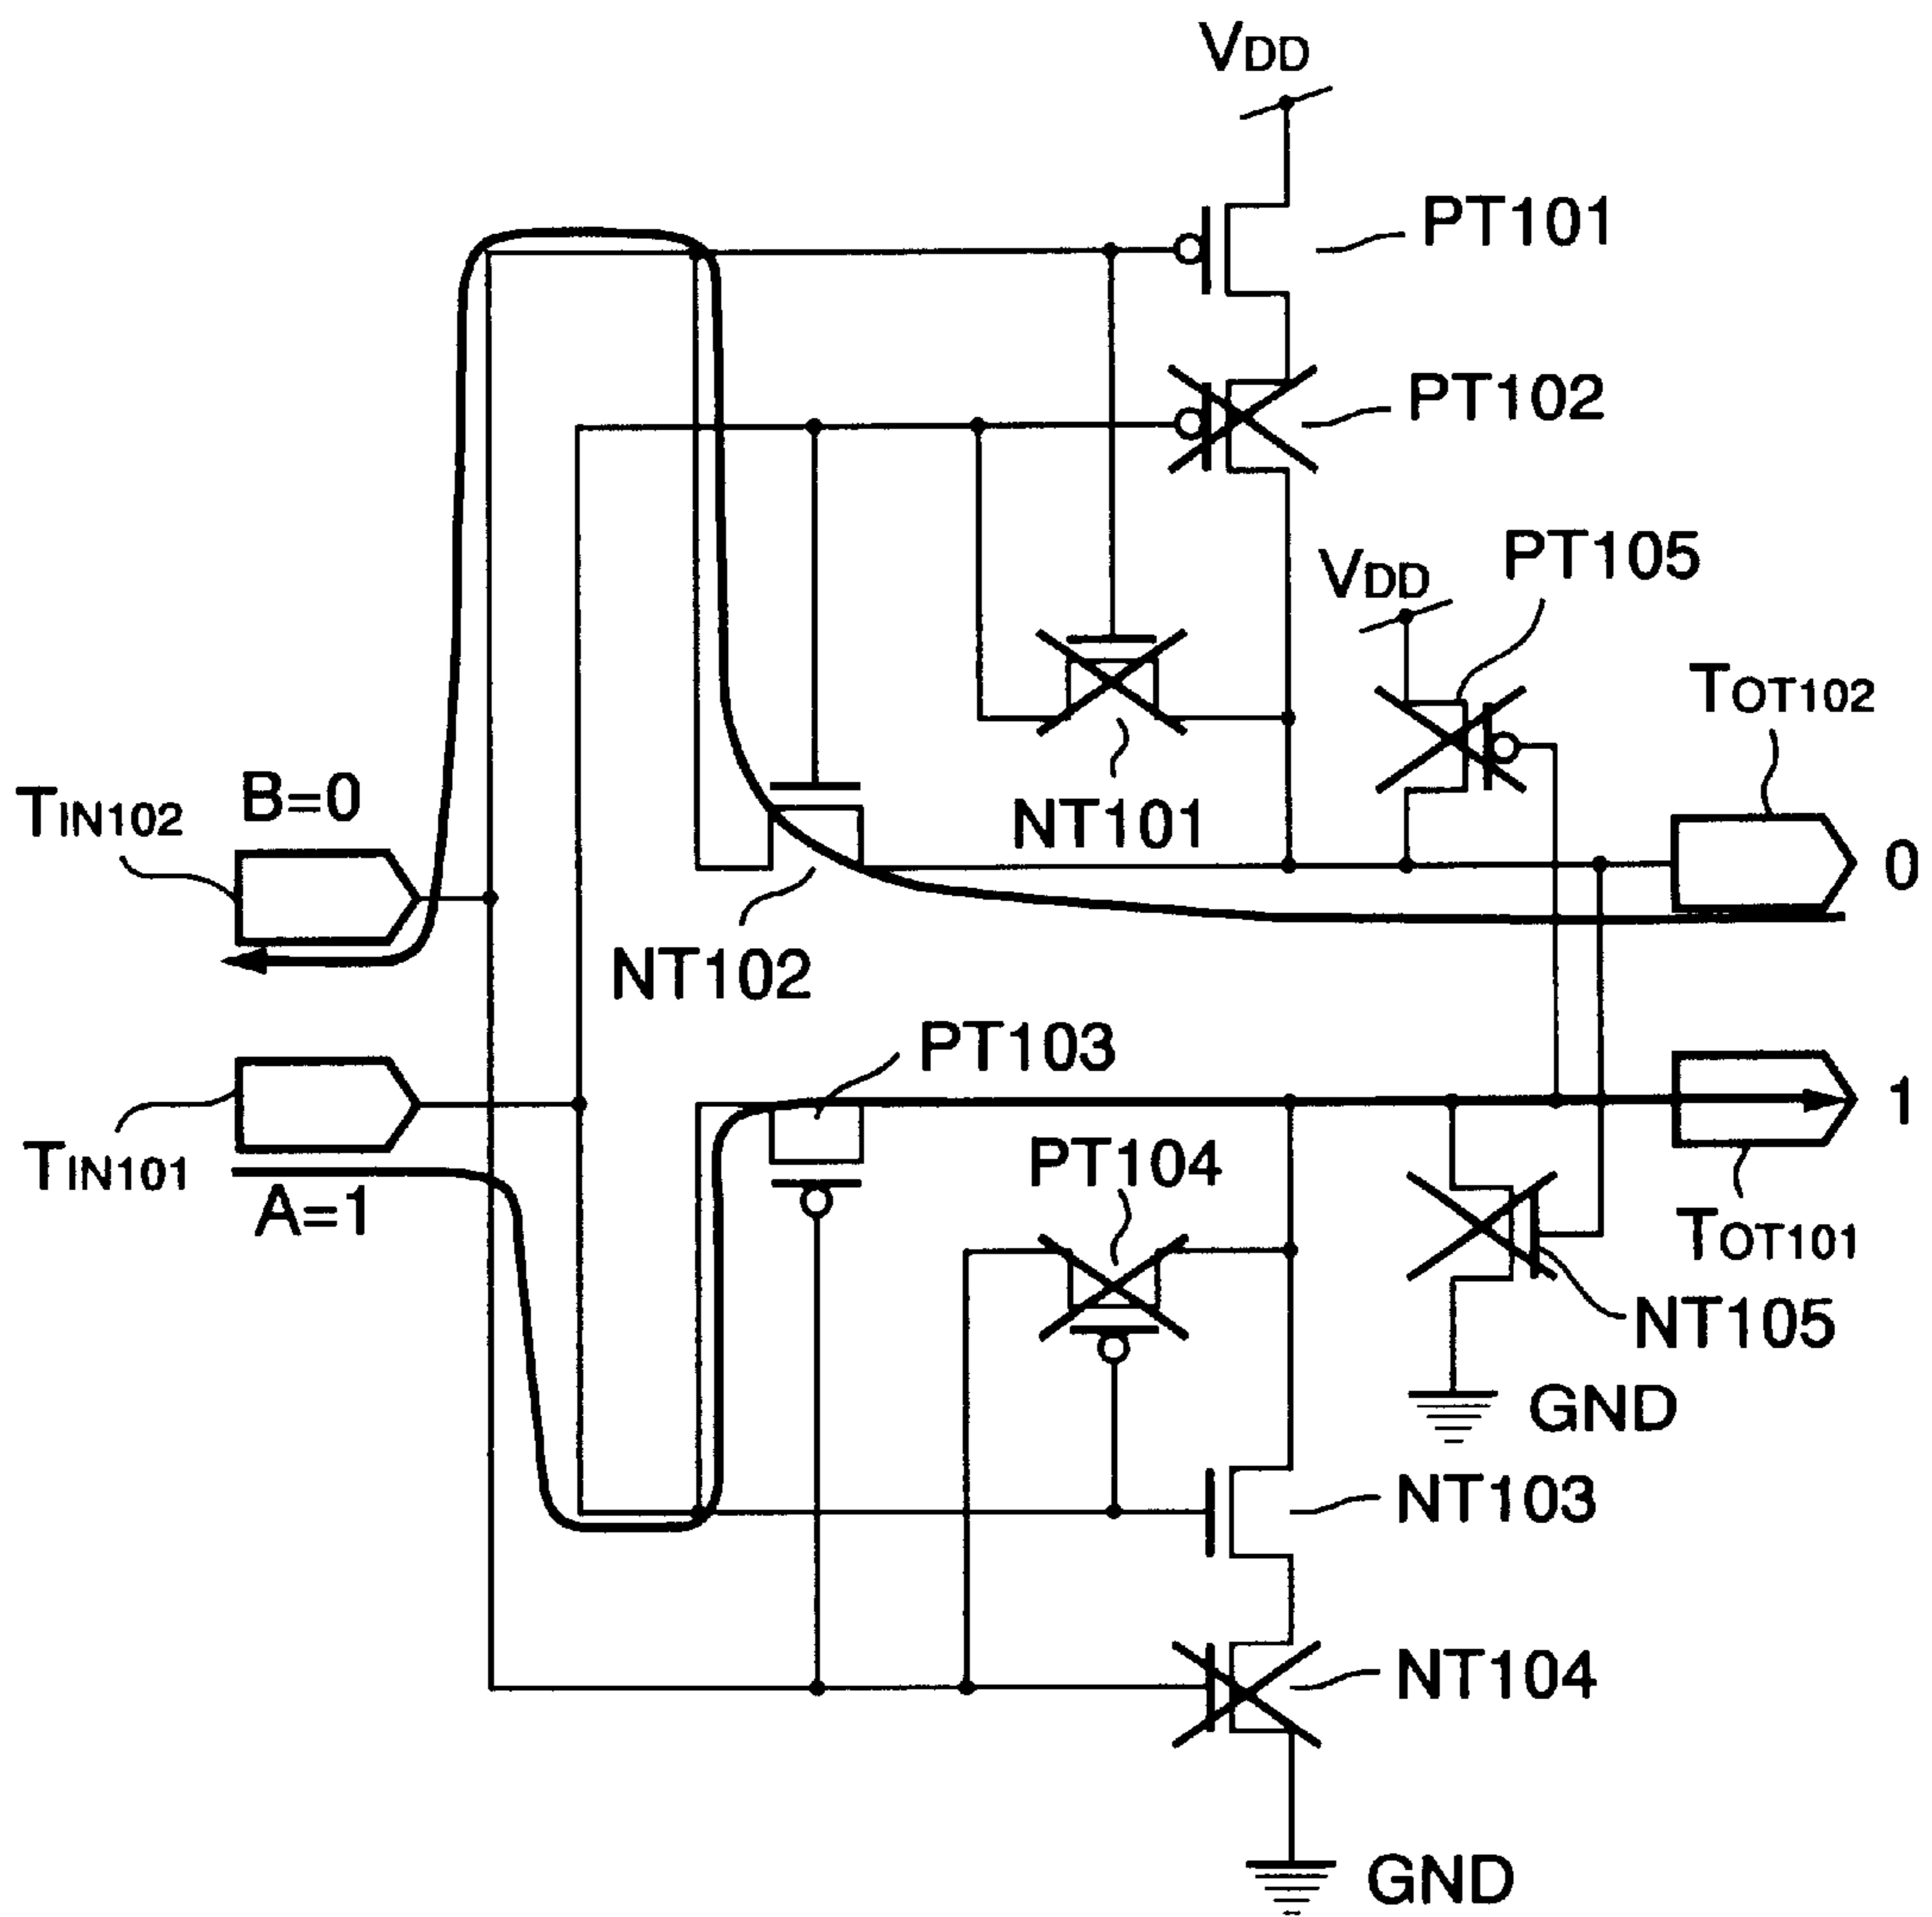 VDD
PT101
PT102
PT105
VDD
TOT102
B=0
TIN102
NT101
0
NT102
PT103
1
PT104
TIN101
A=1
TOT101
NT105
GND
NT103
NT104
GND